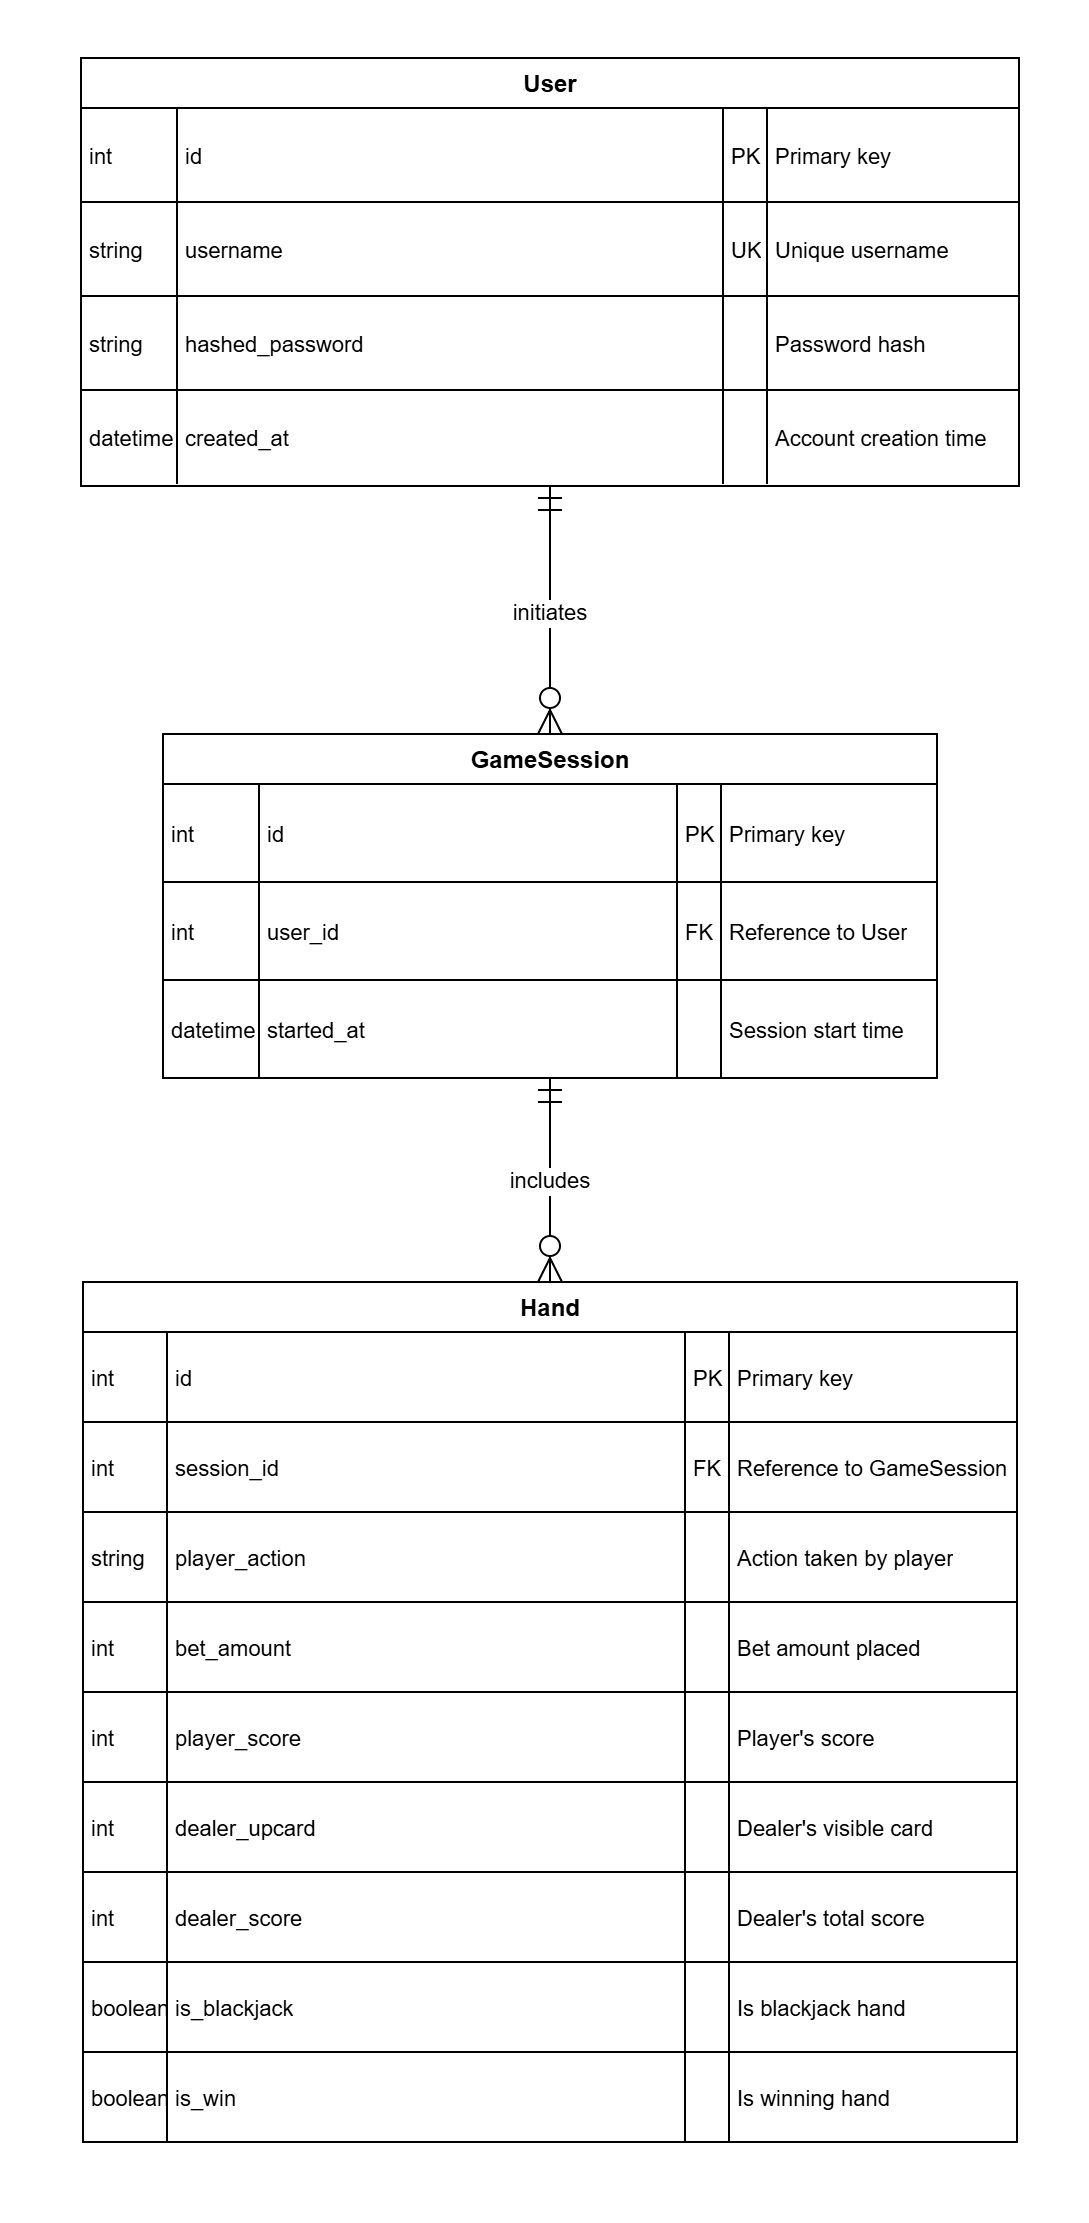 User
int id PK Primary key
string username UK Unique username
string hashed_password Password hash
datetime created_at Account creation time
initiates
GameSession
int id PK Primary key
int user_id FK Reference to User
datetime started_at Session start time
includes
Hand
int id PK Primary key
int session_id FK Reference to GameSession
string player_action Action taken by player
int bet_amount Bet amount placed
int player_score Player's score
int dealer_upcard Dealer's visible card
int dealer_score Dealer's total score
boolean is_blackjack Is blackjack hand
boolean is_win Is winning hand